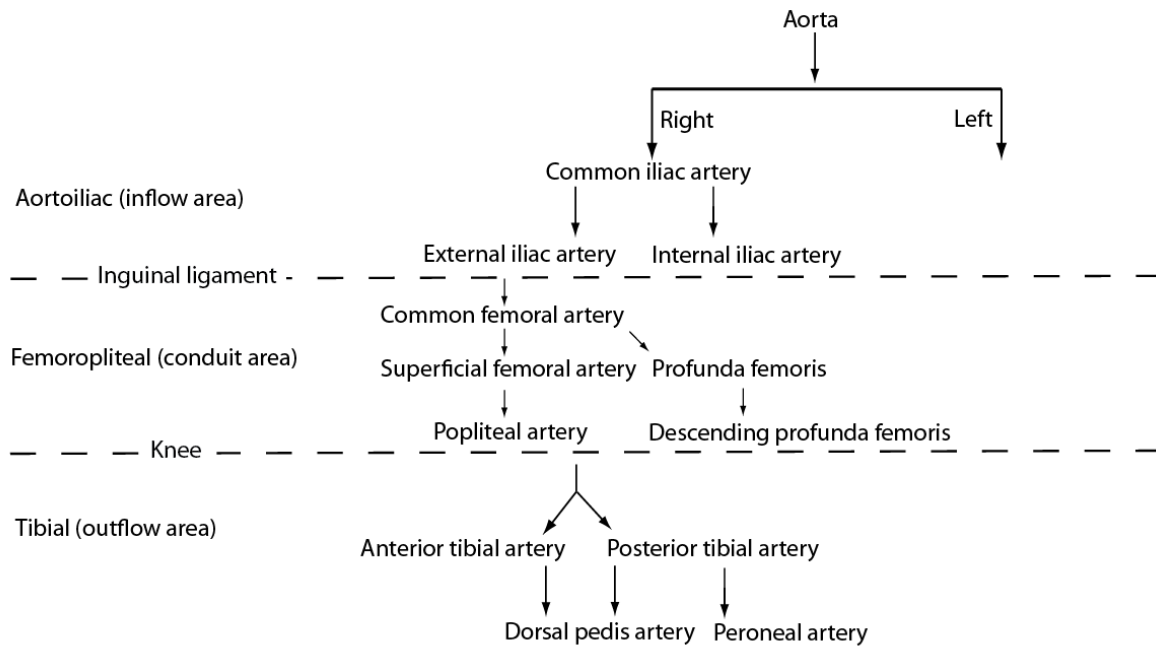 Aorta
Right
Left
Common iliac artery
Aortoiliac (inflow area)
External iliac artery
Internal iliac artery
Inguinal ligament
Common femoral artery
Femoropliteal (conduit area)
Superficial femoral artery
Profunda femoris
Popliteal artery
Descending profunda femoris
Knee
Tibial (outflow area)
Anterior tibial artery
Posterior tibial artery
Dorsal pedis artery
Peroneal artery